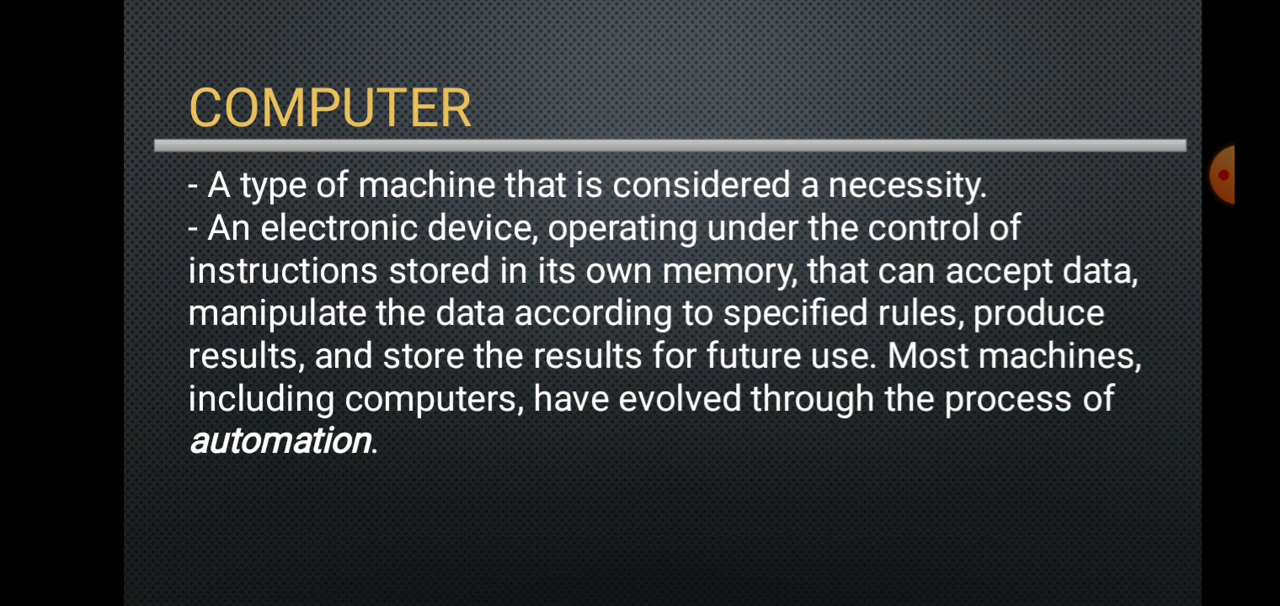 COMPUTER
- A type of machine that is considered a necessity.
- An electronic device, operating under the control of
instructions stored in its own memory, that can accept data,
manipulate the data according to specified rules, produce
results, and store the results for future use. Most machines,
including computers, have evolved through the process of
automation.